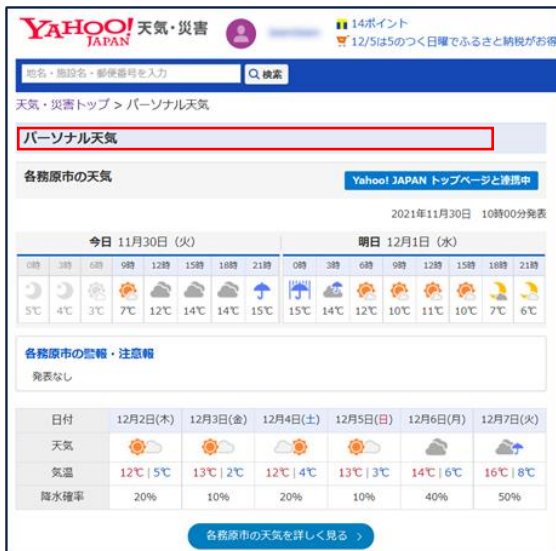 YAHOO! JAPAN 天気・災害
14ポイント
12/5は5のつく日曜でふるさと納税がお得
地名・施設名・郵便番号を入力 検索
天気・災害トップ > パーソナル天気
パーソナル天気
各務原市の天気 Yahoo! JAPAN トップページと連携中
2021年11月30日 10時00分発表
今日 11月30日（火） 明日 12月1日（水）
0時 3時 6時 9時 12時 15時 18時 21時 0時 3時 6時 9時 12時 15時 18時 21時
5℃ 4℃ 3℃ 7℃ 12℃ 14℃ 14℃ 15℃ 15℃ 14℃ 12℃ 10℃ 11℃ 10℃ 7℃ 6℃
各務原市の警報・注意報
発表なし
日付 12月2日(木) 12月3日(金) 12月4日(土) 12月5日(日) 12月6日(月) 12月7日(火)
天気
気温 12℃ | 5℃ 13℃ | 2℃ 12℃ | 4℃ 13℃ | 3℃ 14℃ | 6℃ 16℃ | 8℃
降水確率 20% 10% 20% 10% 40% 50%
各務原市の天気を詳しく見る >